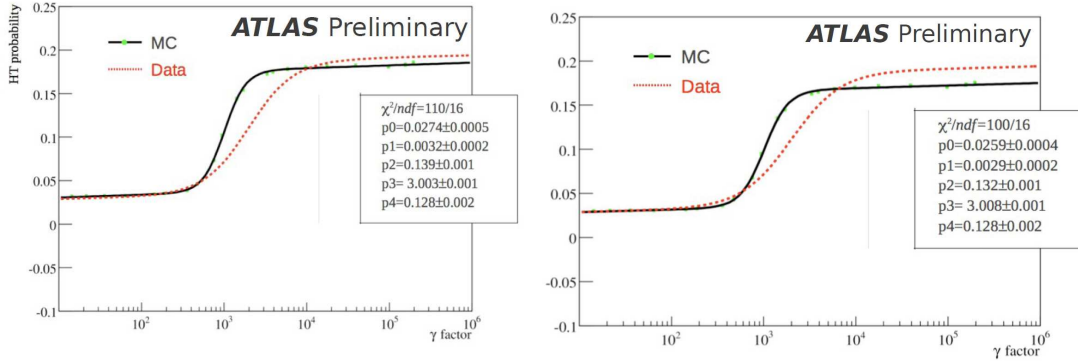 ATLAS Preliminary
MC
Data
HT probability
0.25
0.2
0.15
0.1
0.05
0
-0.05
-0.1
χ²/ndf=110/16
p0=0.0274±0.0005
p1=0.0032±0.0002
p2=0.139±0.001
p3= 3.003±0.001
p4=0.128±0.002
10² 10³ 10⁴ 10⁵ 10⁶
γ factor
ATLAS Preliminary
MC
Data
0.25
0.2
0.15
0.1
0.05
0
-0.05
-0.1
χ²/ndf=100/16
p0=0.0259±0.0004
p1=0.0029±0.0002
p2=0.132±0.001
p3= 3.008±0.001
p4=0.128±0.002
10² 10³ 10⁴ 10⁵ 10⁶
γ factor